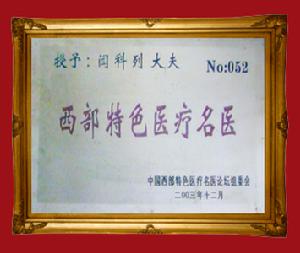 授予：闫科列 大夫
No:052
西部特色医疗名医
中国西部特色医疗名医论坛组委会
二00三年十二月